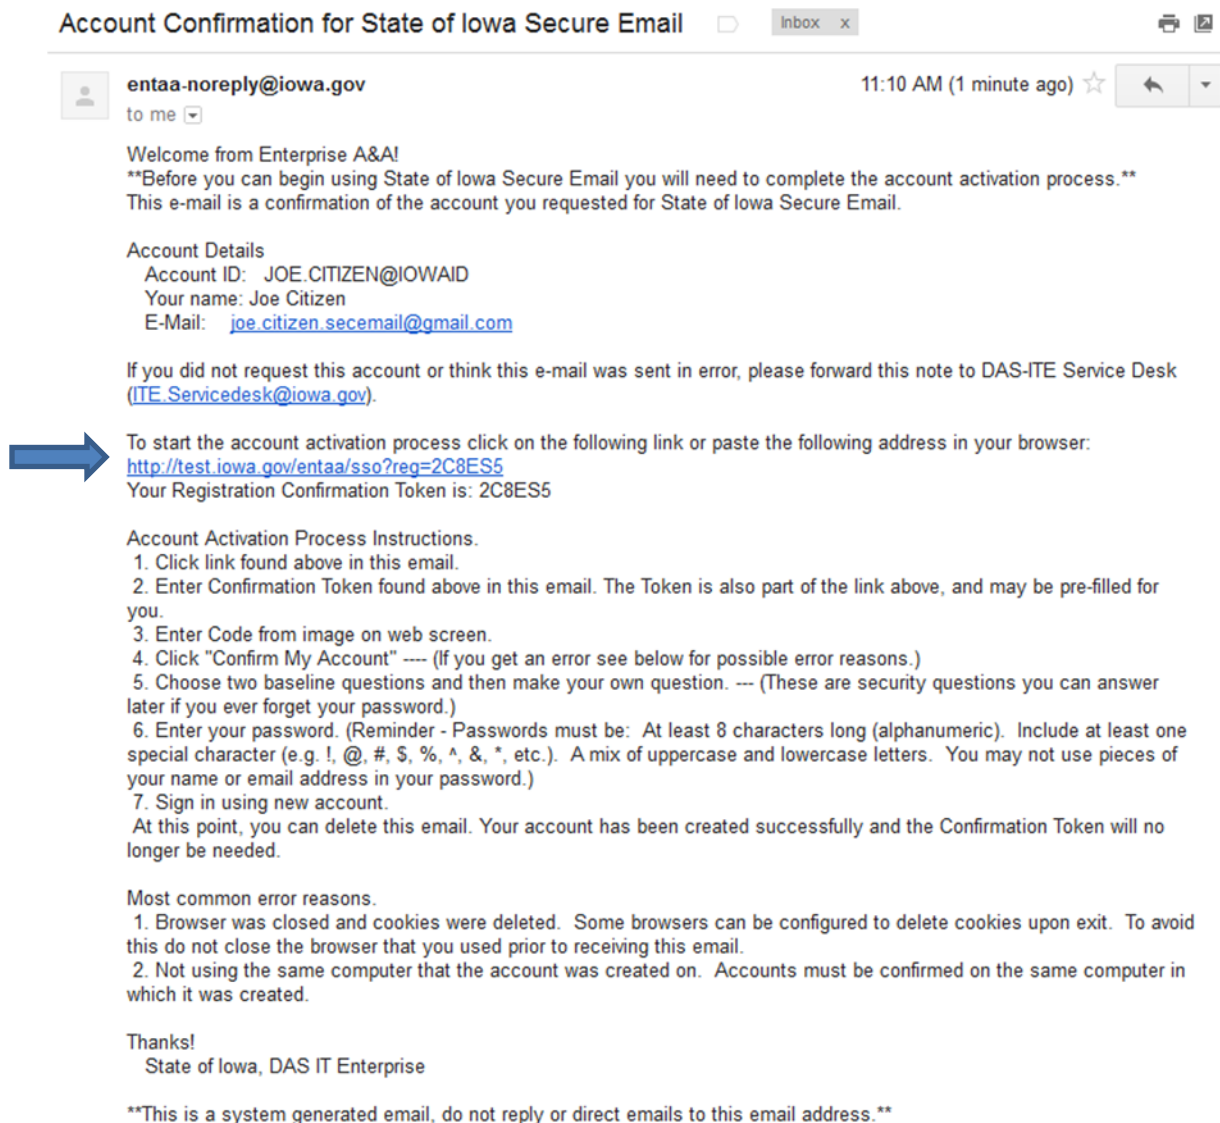 Account Confirmation for State of Iowa Secure Email
Inbox x
entaa-noreply@iowa.gov
11:10 AM (1 minute ago)
to me
Welcome from Enterprise A&A!
**Before you can begin using State of Iowa Secure Email you will need to complete the account activation process.**
This e-mail is a confirmation of the account you requested for State of Iowa Secure Email.
Account Details
Account ID: JOE.CITIZEN@IOWAID
Your name: Joe Citizen
E-Mail: joe.citizen.secemail@gmail.com
If you did not request this account or think this e-mail was sent in error, please forward this note to DAS-ITE Service Desk
(ITE.Servicedesk@iowa.gov).
To start the account activation process click on the following link or paste the following address in your browser:
http://test.iowa.gov/entaa/sso?reg=2C8ES5
Your Registration Confirmation Token is: 2C8ES5
Account Activation Process Instructions.
1. Click link found above in this email.
2. Enter Confirmation Token found above in this email. The Token is also part of the link above, and may be pre-filled for
you.
3. Enter Code from image on web screen.
4. Click "Confirm My Account" ---- (If you get an error see below for possible error reasons.)
5. Choose two baseline questions and then make your own question. --- (These are security questions you can answer
later if you ever forget your password.)
6. Enter your password. (Reminder - Passwords must be: At least 8 characters long (alphanumeric). Include at least one
special character (e.g. !, @, #, $, %, ^, &, *, etc.). A mix of uppercase and lowercase letters. You may not use pieces of
your name or email address in your password.)
7. Sign in using new account.
At this point, you can delete this email. Your account has been created successfully and the Confirmation Token will no
longer be needed.
Most common error reasons.
1. Browser was closed and cookies were deleted. Some browsers can be configured to delete cookies upon exit. To avoid
this do not close the browser that you used prior to receiving this email.
2. Not using the same computer that the account was created on. Accounts must be confirmed on the same computer in
which it was created.
Thanks!
State of Iowa, DAS IT Enterprise
**This is a system generated email, do not reply or direct emails to this email address.**